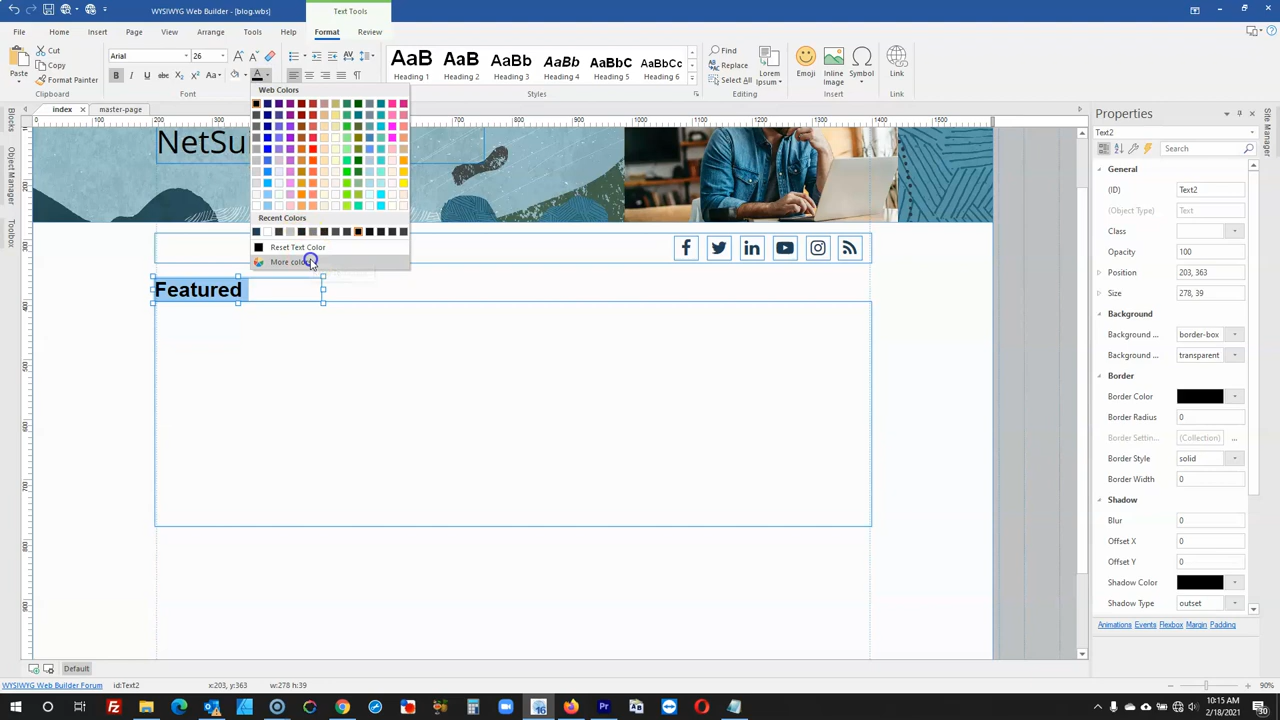 WYSIWYG Web Builder - [blog.wbs]
Text Tools
File Home Insert Page View Arrange Tools Help Format Review
Paste
Cut
Copy
Format Painter
Clipboard
Arial 26
Font
AaB AaB AaBb AaBb AaBbC AaBbCc
Heading 1 Heading 2 Heading 3 Heading 4 Heading 5 Heading 6
Styles
Find
Replace
Select All
Lorem Ipsum
Editing
Emoji
Inline Image
Symbol
Insert
Link
Link
index master-page
Web Colors
Recent Colors
Reset Text Color
More colo
NetSu
Featured
Blocks
Object Manager
Toolbox
Site Manager
Properties
Text2
Search
General
(ID) Text2
(Object Type) Text
Class
Opacity 100
Position 203, 363
Size 278, 39
Background
Background ... border-box
Background ... transparent
Border
Border Color
Border Radius 0
Border Settin... (Collection) ...
Border Style solid
Border Width 0
Shadow
Blur 0
Offset X 0
Offset Y 0
Shadow Color
Shadow Type outset
Animations Events Flexbox Margin Padding
Default
WYSIWYG Web Builder Forum id:Text2 x:203, y:363 w:278 h:39 90%
10:15 AM
2/18/2021